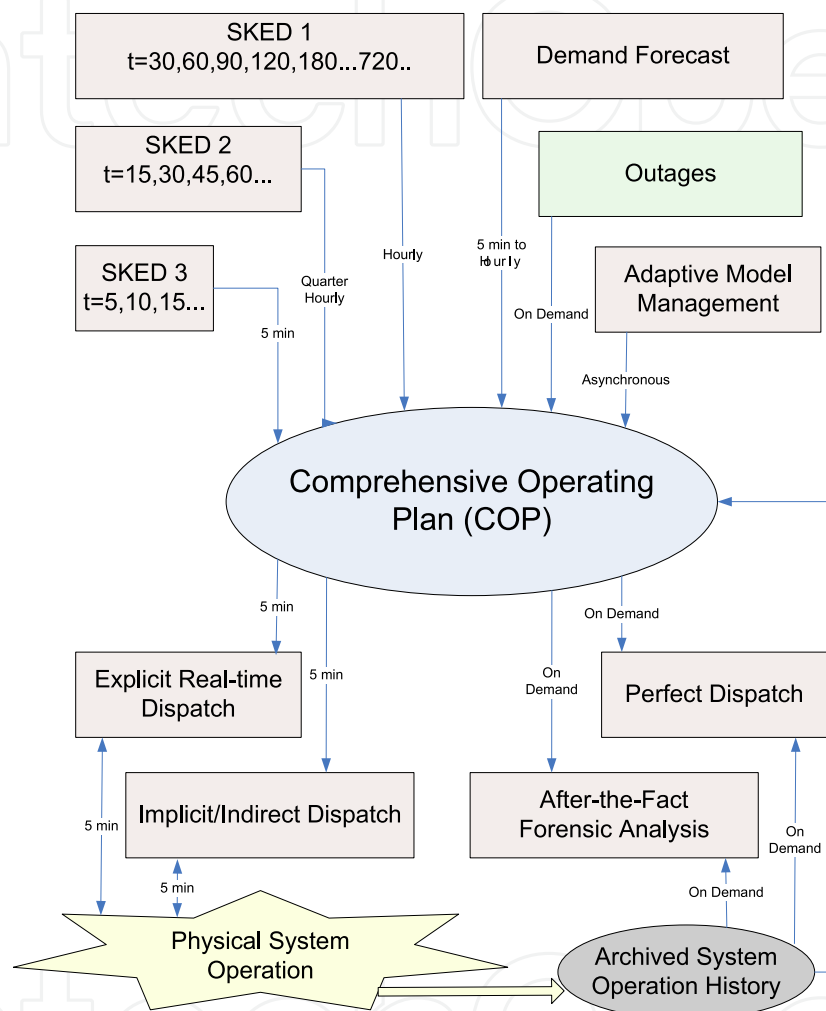 SKED 1
t=30,60,90,120,180...720..
Demand Forecast
SKED 2
t=15,30,45,60...
Outages
SKED 3
t=5,10,15...
Adaptive Model
Management
Hourly
5 min to
Hourly
Quarter
Hourly
On Demand
5 min
Asynchronous
Comprehensive Operating
Plan (COP)
5 min
On Demand
5 min
On
Demand
Explicit Real-time
Dispatch
Perfect Dispatch
Implicit/Indirect Dispatch
After-the-Fact
Forensic Analysis
5 min
On
Demand
5 min
On Demand
Physical System
Operation
Archived System
Operation History